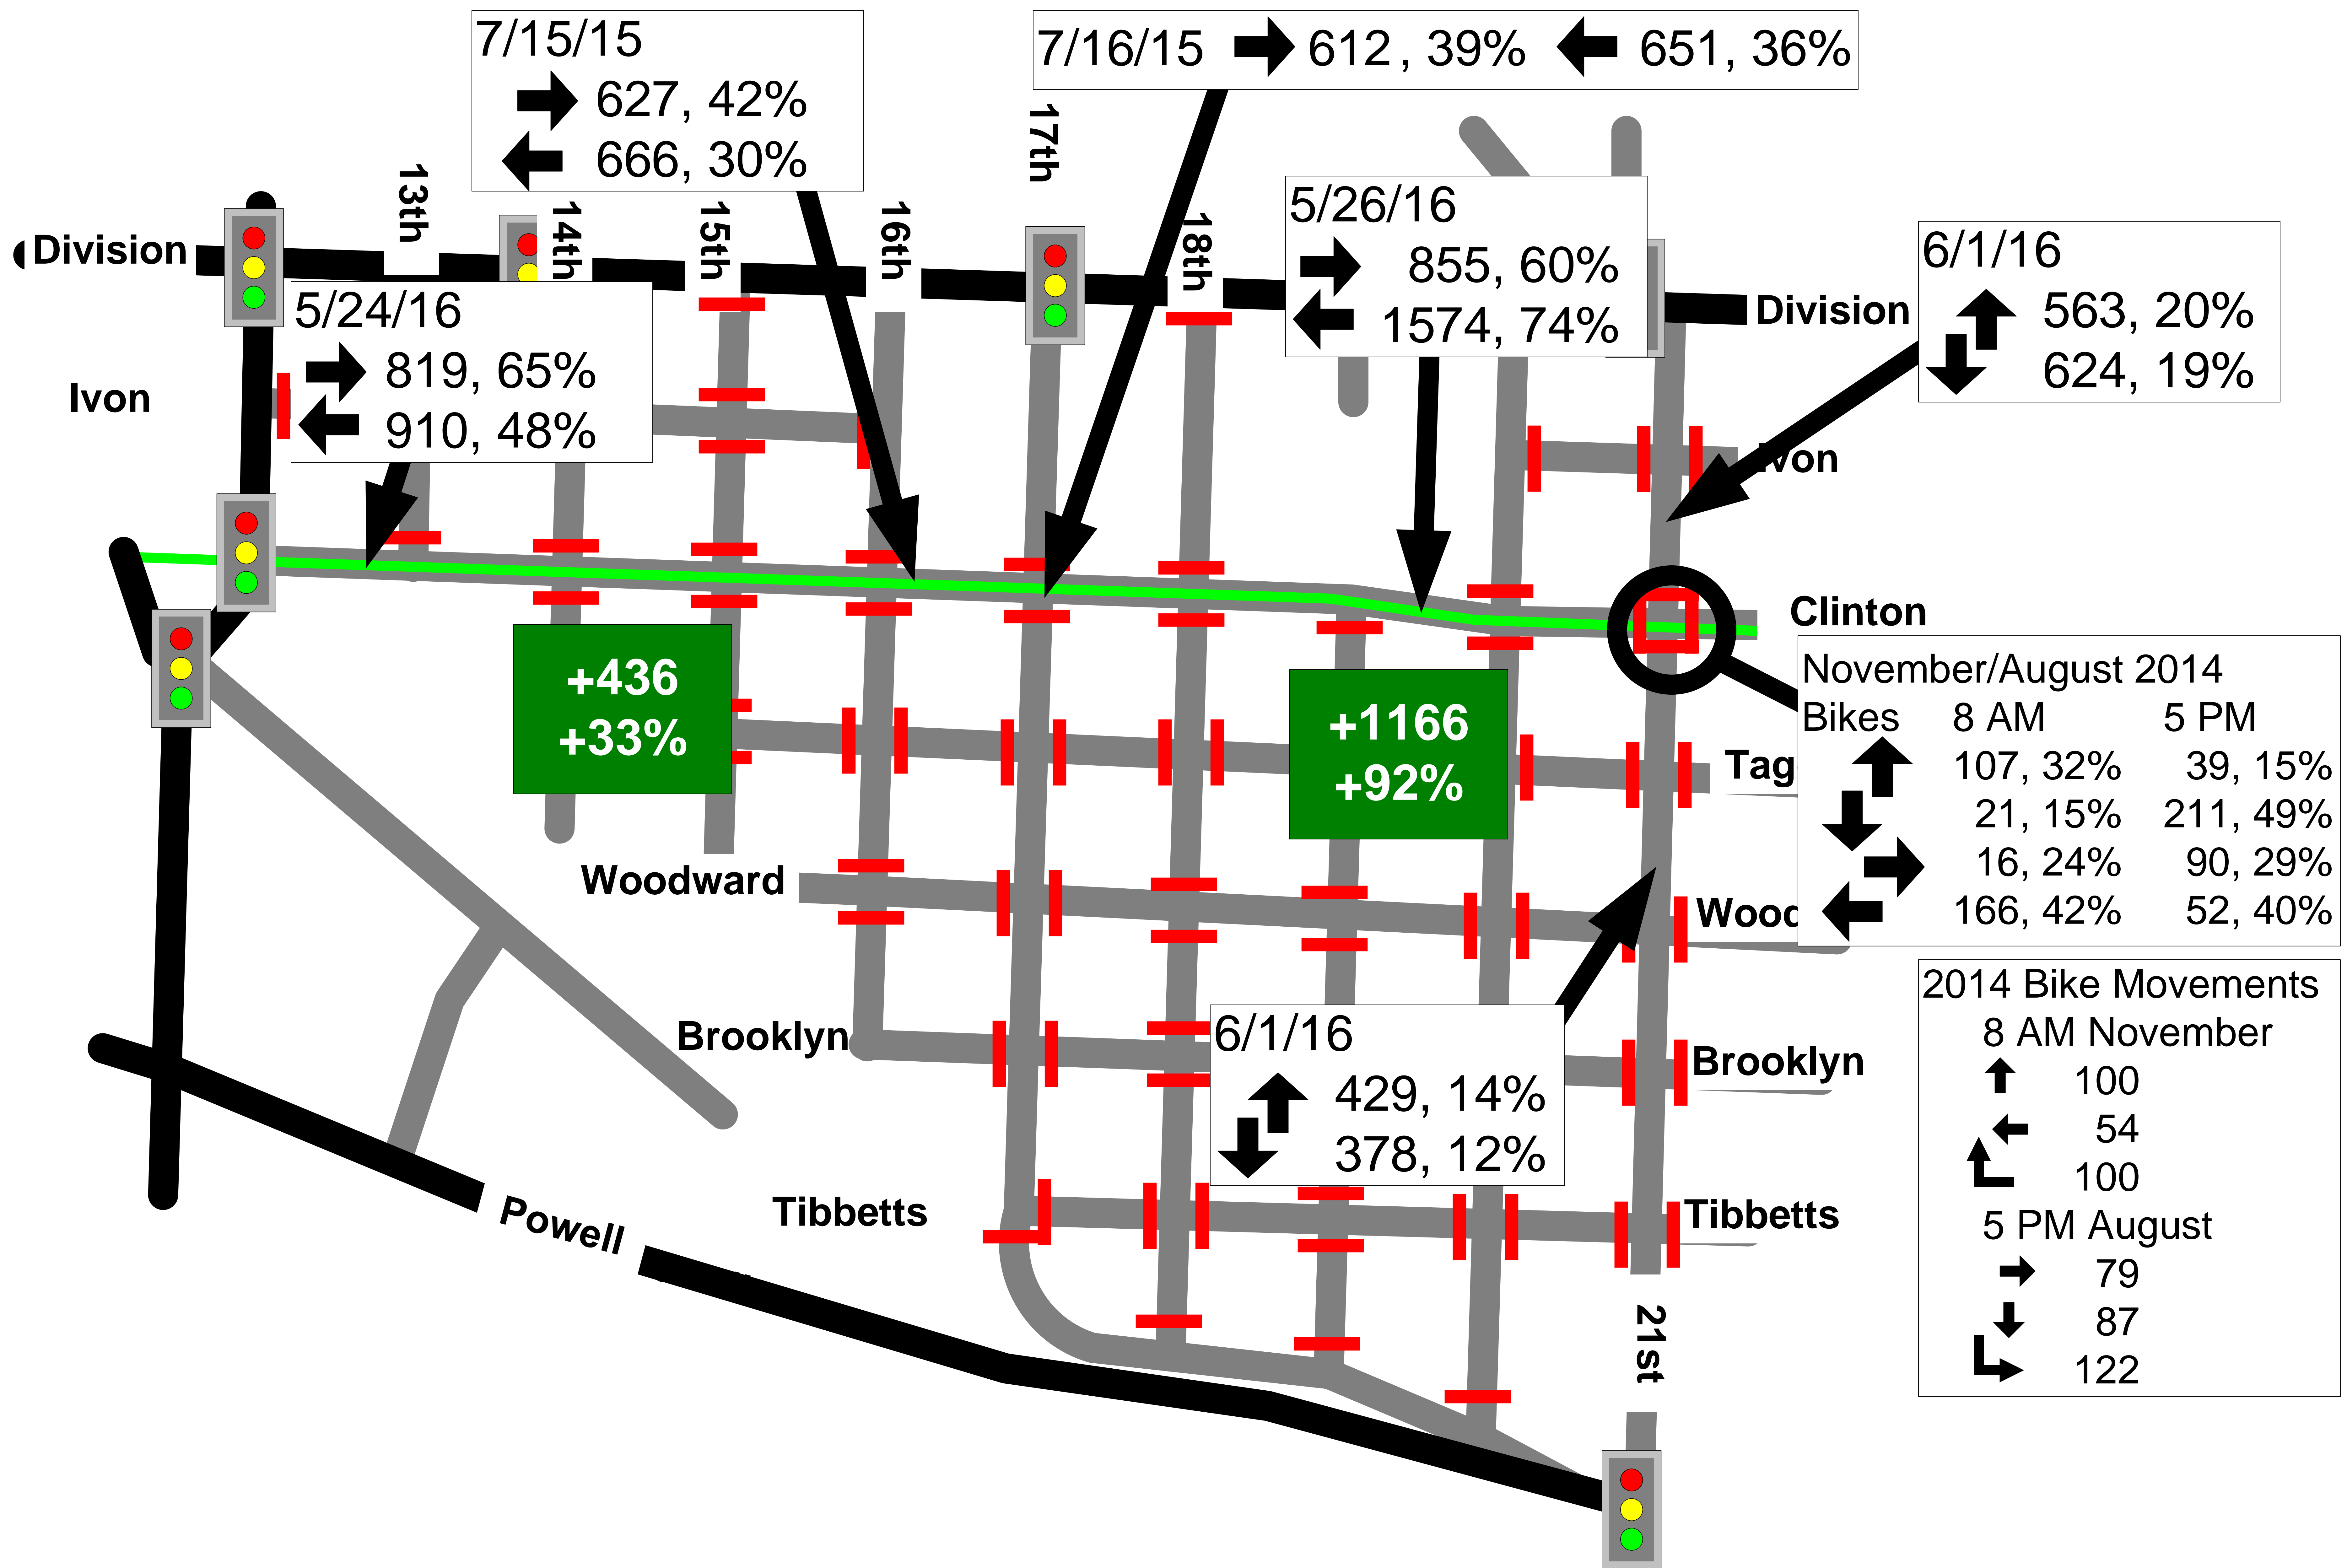 7/15/15
627, 42%
666, 30%
7/16/15 612, 39% 651, 36%
17th
13th
14th
15th
16th
18th
5/26/16
855, 60%
1574, 74%
6/1/16
563, 20%
624, 19%
Division
Division
5/24/16
819, 65%
910, 48%
Ivon
Ivon
Clinton
+436
+33%
+1166
+92%
November/August 2014
Bikes 8 AM 5 PM
107, 32% 39, 15%
21, 15% 211, 49%
16, 24% 90, 29%
166, 42% 52, 40%
Tag
Woodward
Wood
2014 Bike Movements
8 AM November
100
54
100
5 PM August
79
87
122
Brooklyn
Brooklyn
6/1/16
429, 14%
378, 12%
Tibbetts
Tibbetts
Powell
21st